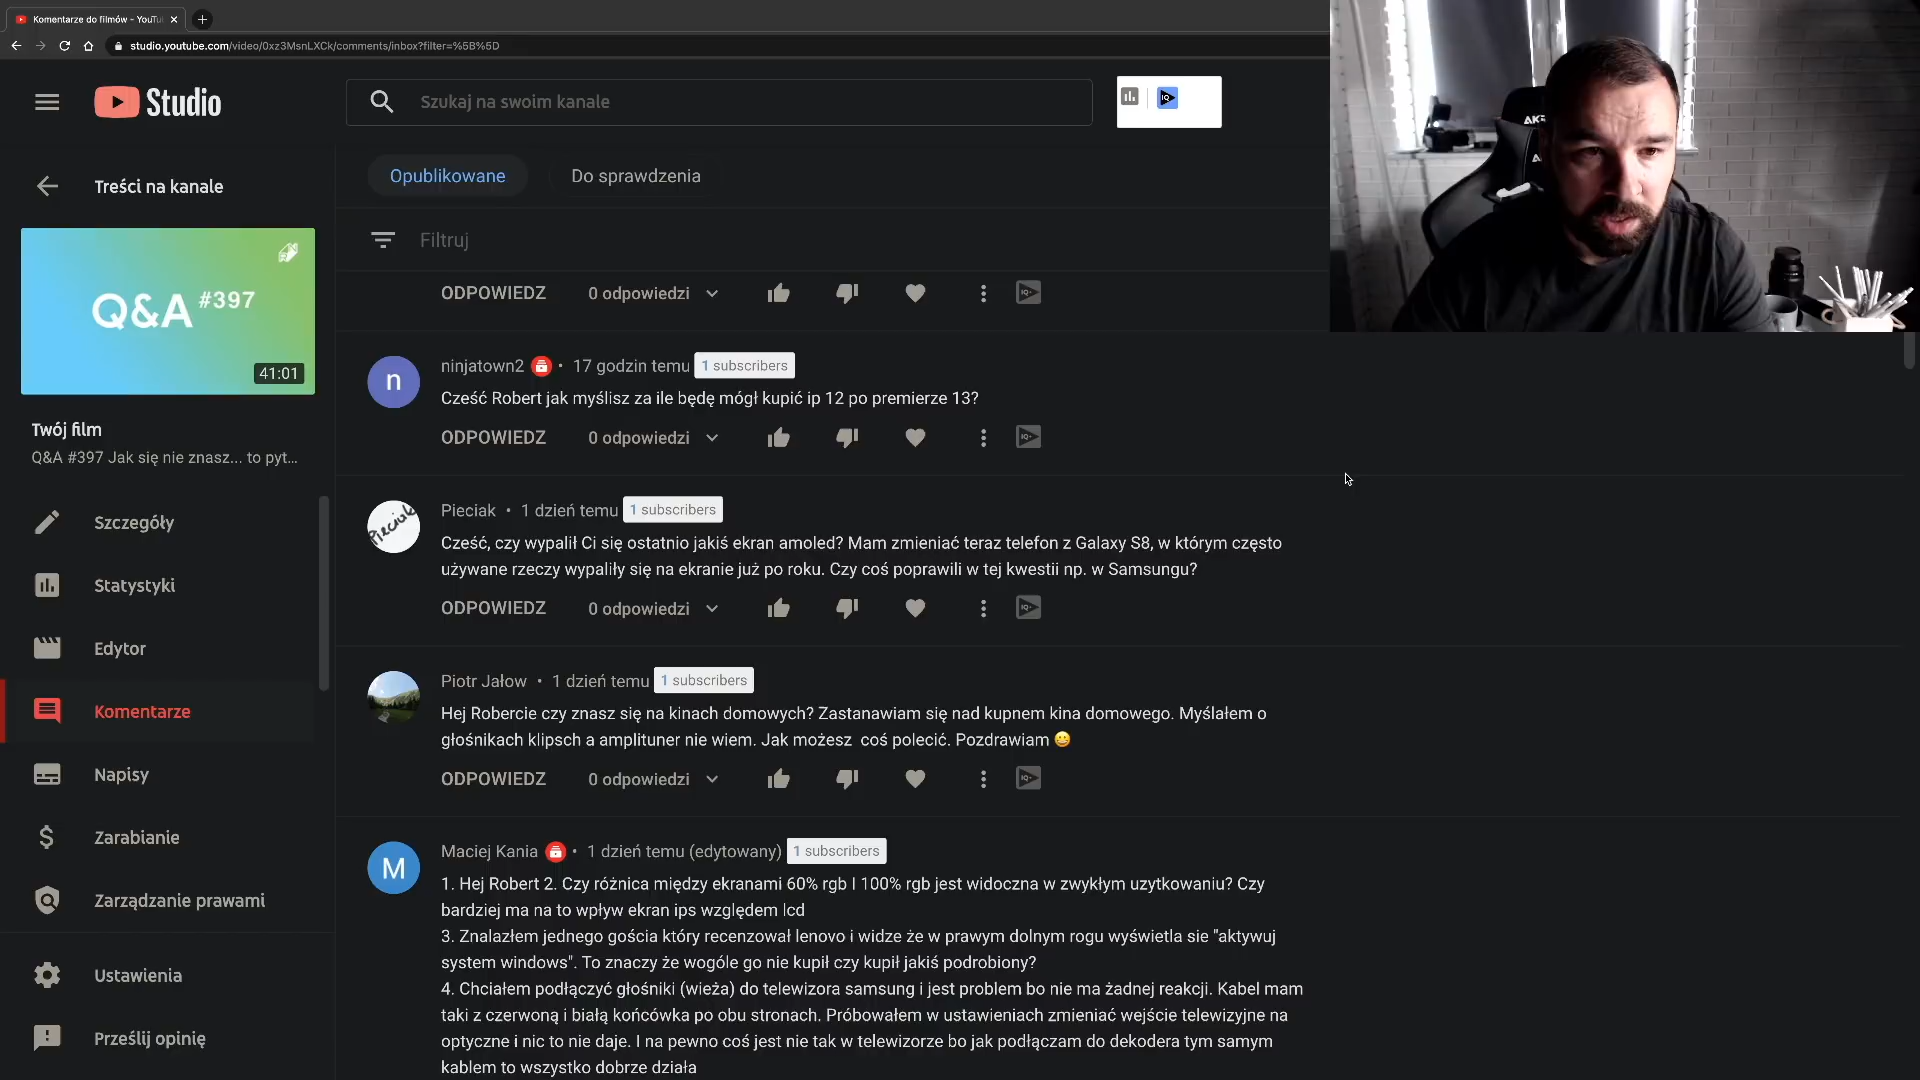 Komentarze do filmów - YouTu
studio.youtube.com/video/0xz3MsnLXCk/comments/inbox?filter=%5B%5D
Studio
Szukaj na swoim kanale
Treści na kanale
Opublikowane
Do sprawdzenia
Filtruj
Q&A #397
41:01
Twój film
Q&A #397 Jak się nie znasz... to pyt...
Szczegóły
Statystyki
Edytor
Komentarze
Napisy
Zarabianie
Zarządzanie prawami
Ustawienia
Prześlij opinię
ODPOWIEDZ 0 odpowiedzi
n
ninjatown2 • 17 godzin temu 1 subscribers
Cześć Robert jak myślisz za ile będę mógł kupić ip 12 po premierze 13?
ODPOWIEDZ 0 odpowiedzi
Pieciak
Pieciak • 1 dzień temu 1 subscribers
Cześć, czy wypalił Ci się ostatnio jakiś ekran amoled? Mam zmieniać teraz telefon z Galaxy S8, w którym często
używane rzeczy wypaliły się na ekranie już po roku. Czy coś poprawili w tej kwestii np. w Samsungu?
ODPOWIEDZ 0 odpowiedzi
Piotr Jałow • 1 dzień temu 1 subscribers
Hej Robercie czy znasz się na kinach domowych? Zastanawiam się nad kupnem kina domowego. Myślałem o
głośnikach klipsch a amplituner nie wiem. Jak możesz coś polecić. Pozdrawiam 😀
ODPOWIEDZ 0 odpowiedzi
M
Maciej Kania • 1 dzień temu (edytowany) 1 subscribers
1. Hej Robert 2. Czy różnica między ekranami 60% rgb I 100% rgb jest widoczna w zwykłym uzytkowaniu? Czy
bardziej ma na to wpływ ekran ips względem lcd
3. Znalazłem jednego gościa który recenzował lenovo i widze że w prawym dolnym rogu wyświetla sie "aktywuj
system windows". To znaczy że wogóle go nie kupił czy kupił jakiś podrobiony?
4. Chciałem podłączyć głośniki (wieża) do telewizora samsung i jest problem bo nie ma żadnej reakcji. Kabel mam
taki z czerwoną i białą końcówka po obu stronach. Próbowałem w ustawieniach zmieniać wejście telewizyjne na
optyczne i nic to nie daje. I na pewno coś jest nie tak w telewizorze bo jak podłączam do dekodera tym samym
kablem to wszystko dobrze działa